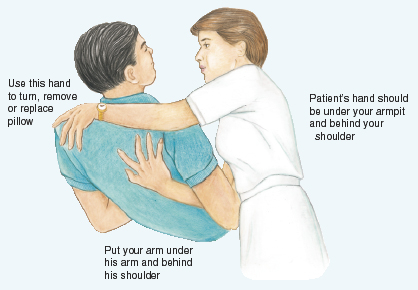 Use this hand
to turn, remove
or replace
pillow
Patient's hand should
be under your armpit
and behind your
shoulder
Put your arm under
his arm and behind
his shoulder